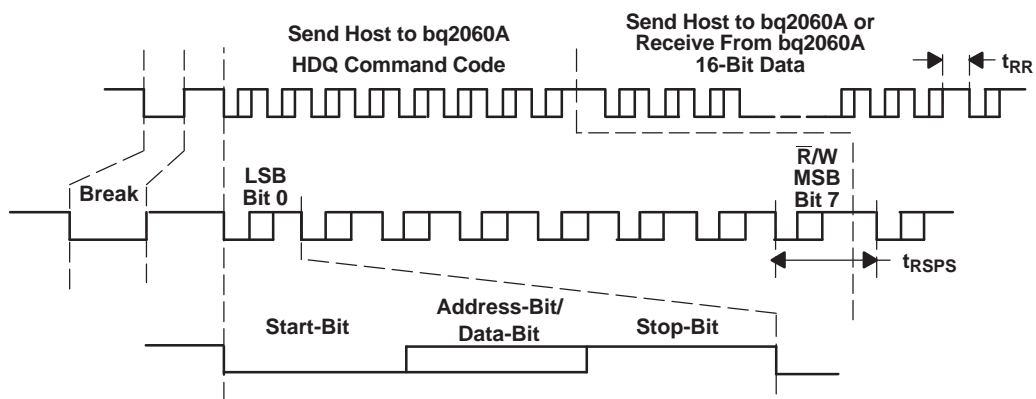 Send Host to bq2060A
HDQ Command Code
Send Host to bq2060A or
Receive From bq2060A
16-Bit Data
tRR
Break
LSB
Bit 0
R̅/W
MSB
Bit 7
tRSPS
Start-Bit
Address-Bit/
Data-Bit
Stop-Bit